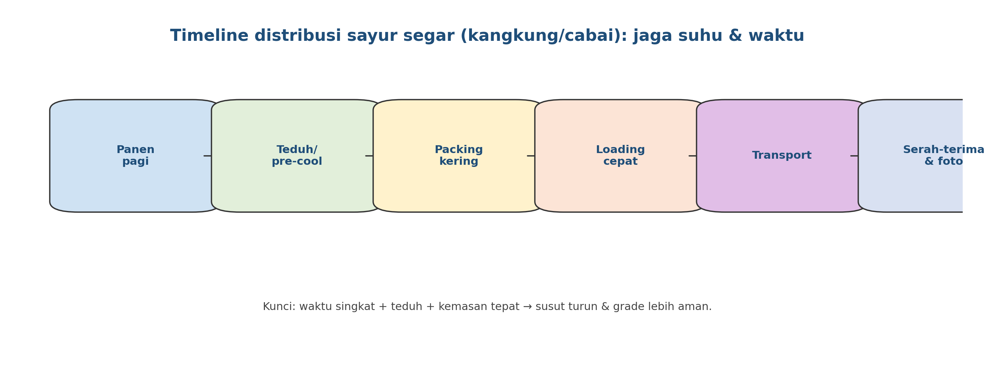 Timeline distribusi sayur segar (kangkung/cabai): jaga suhu & waktu
Panen
pagi
Teduh/
pre-cool
Packing
kering
Loading
cepat
Transport
Serah-terima
& foto
Kunci: waktu singkat + teduh + kemasan tepat → susut turun & grade lebih aman.